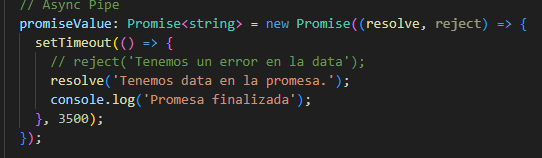 // Async Pipe
promiseValue: Promise<string> = new Promise((resolve, reject) => {
setTimeout(() => {
// reject('Tenemos un error en la data');
resolve('Tenemos data en la promesa.');
console.log('Promesa finalizada');
}, 3500);
});